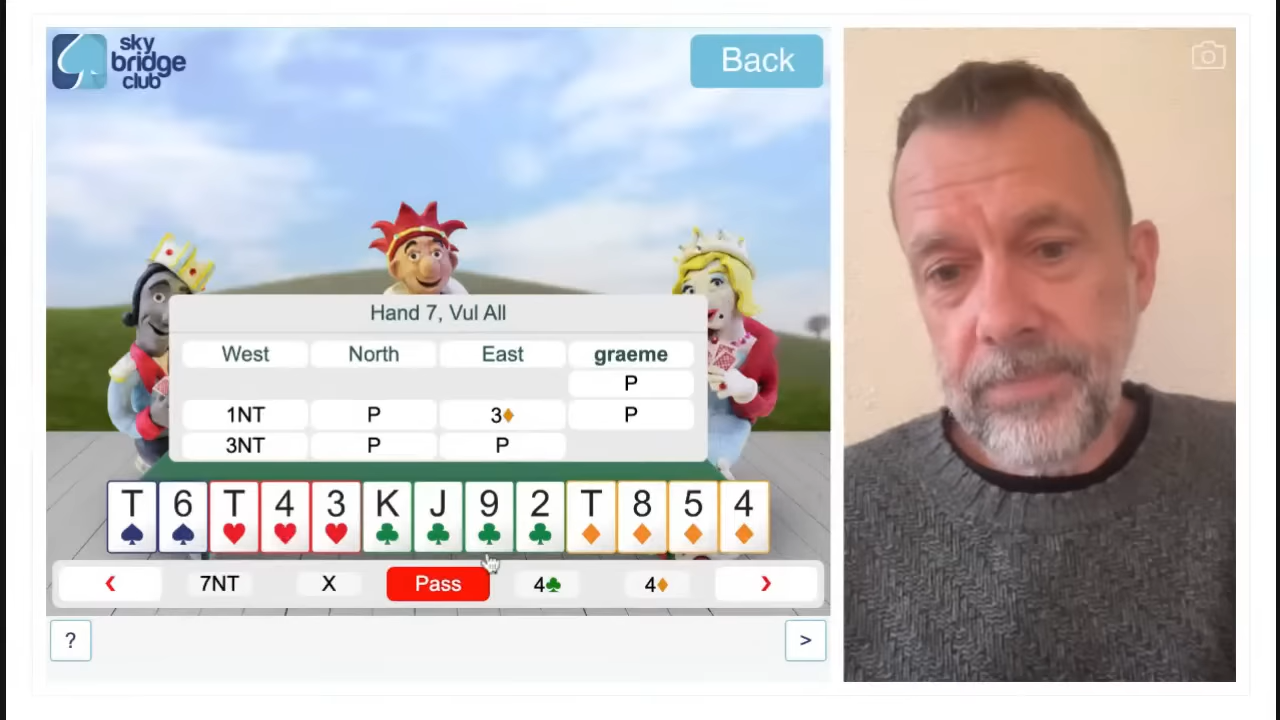 sky
bridge
club
Back
Hand 7, Vul All
West North East graeme
P
1NT P 3♦ P
3NT P P
T 6 T 4 3 K J 9 2 T 8 5 4
♠ ♠ ♥ ♥ ♥ ♣ ♣ ♣ ♣ ♦ ♦ ♦ ♦
‹ 7NT X Pass 4♣ 4♦ ›
? >